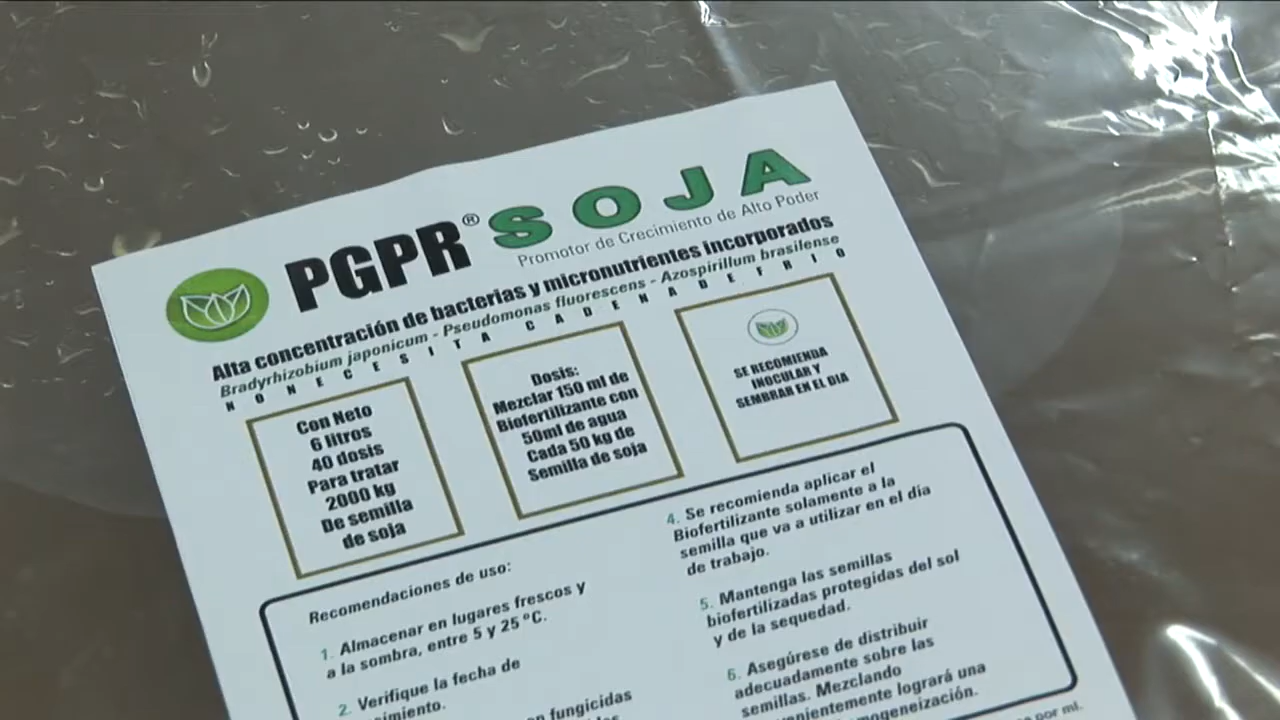 PGPR® SOJA
Promotor de Crecimiento de Alto Poder
Alta concentración de bacterias y micronutrientes incorporados
Bradyrhizobium japonicum - Pseudomonas fluorescens - Azospirillum brasilense
NO NECESITA CADENA DE FRIO
Con Neto
6 litros
40 dosis
Para tratar
2000 kg
De semilla
de soja
Dosis:
Mezclar 150 ml de
Biofertilizante con
50ml de agua
Cada 50 kg de
Semilla de soja
SE RECOMIENDA
INOCULAR Y
SEMBRAR EN EL DIA
Recomendaciones de uso:
1. Almacenar en lugares frescos y
a la sombra, entre 5 y 25 ºC.
2. Verifique la fecha de
fungicidas
4. Se recomienda aplicar el
Biofertilizante solamente a la
semilla que va a utilizar en el día
de trabajo.
5. Mantenga las semillas
biofertilizadas protegidas del sol
y de la sequedad.
6. Asegúrese de distribuir
adecuadamente sobre las
semillas. Mezclando
logrará una
por ml.